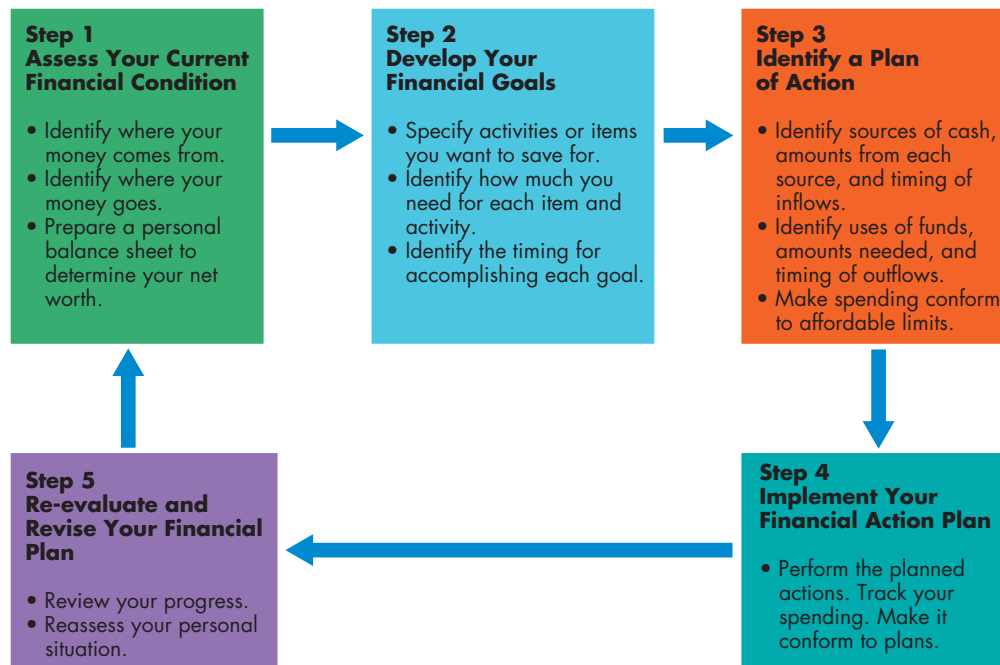 Step 1
Assess Your Current
Financial Condition
• Identify where your
money comes from.
• Identify where your
money goes.
• Prepare a personal
balance sheet to
determine your net
worth.
Step 2
Develop Your
Financial Goals
• Specify activities or items
you want to save for.
• Identify how much you
need for each item and
activity.
• Identify the timing for
accomplishing each goal.
Step 3
Identify a Plan
of Action
• Identify sources of cash,
amounts from each
source, and timing of
inflows.
• Identify uses of funds,
amounts needed, and
timing of outflows.
• Make spending conform
to affordable limits.
Step 4
Implement Your
Financial Action Plan
• Perform the planned
actions. Track your
spending. Make it
conform to plans.
Step 5
Re-evaluate and
Revise Your Financial
Plan
• Review your progress.
• Reassess your personal
situation.